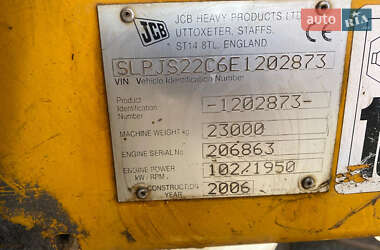 RIA.com
JCB
JCB HEAVY PRODUCTS LTD
UTTOXETER, STAFFS.
ST14 8TL, ENGLAND
CE
SLPJS22C6E1202873
VIN Vehicle Identification Number
Product Identification Number -1202873-
MACHINE WEIGHT kg 23000
ENGINE SERIAL No 206863
ENGINE POWER kW / RPM 102/1950
CONSTRUCTION YEAR 2006